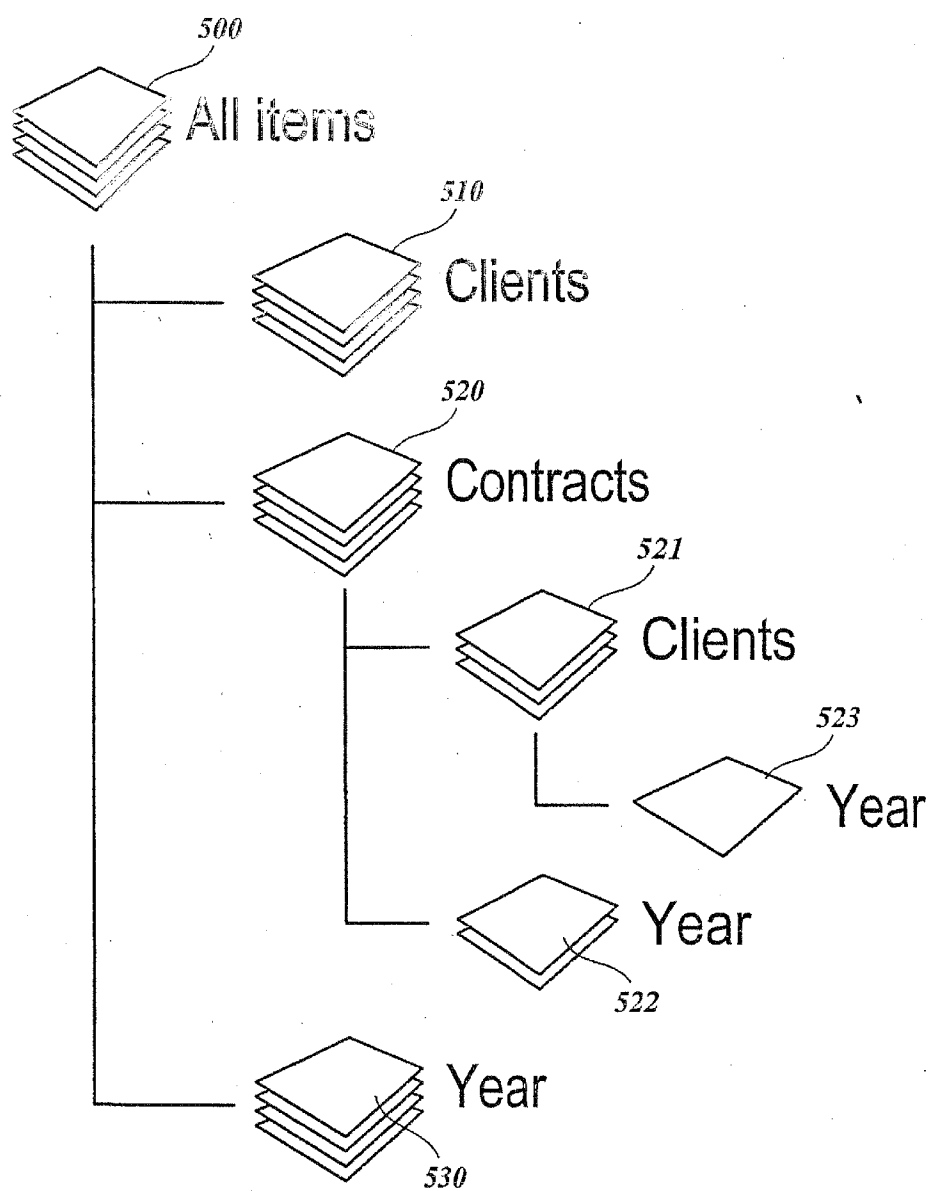 500
All items
510
Clients
520
Contracts
521
Clients
523
Year
Year
522
Year
530